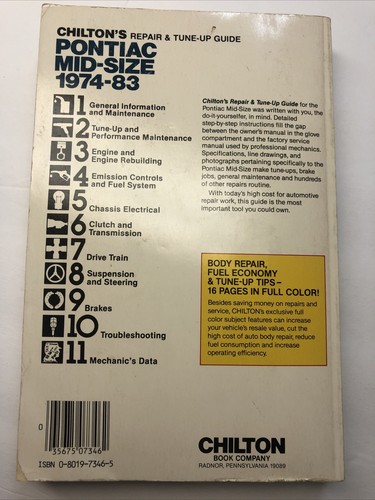 CHILTON'S REPAIR & TUNE-UP GUIDE
PONTIAC
MID-SIZE
1974-83
1 General Information
and Maintenance
2 Tune-Up and
Performance Maintenance
3 Engine and
Engine Rebuilding
4 Emission Controls
and Fuel System
5 Chassis Electrical
6 Clutch and
Transmission
7 Drive Train
8 Suspension
and Steering
9 Brakes
10 Troubleshooting
11 Mechanic's Data
Chilton's Repair & Tune-Up Guide for the
Pontiac Mid-Size was written with you, the
do-it-yourselfer, in mind. Detailed
step-by-step instructions fill the gap
between the owner's manual in the glove
compartment and the factory service
manual used by professional mechanics.
Specifications, line drawings, and
photographs pertaining specifically to the
Pontiac Mid-Size make tune-ups, brake
jobs, general maintenance and hundreds
of other repairs routine.
With today's high cost for automotive
repair work, this guide is the most
important tool you could own.
BODY REPAIR,
FUEL ECONOMY
& TUNE-UP TIPS—
16 PAGES IN FULL COLOR!
Besides saving money on repairs and
service, CHILTON's exclusive full
color subject features can increase
your vehicle's resale value, cut the
high cost of auto body repair, reduce
fuel consumption and increase
operating efficiency.
0
35675 07346
ISBN 0-8019-7346-5
CHILTON
BOOK COMPANY
RADNOR, PENNSYLVANIA 19089